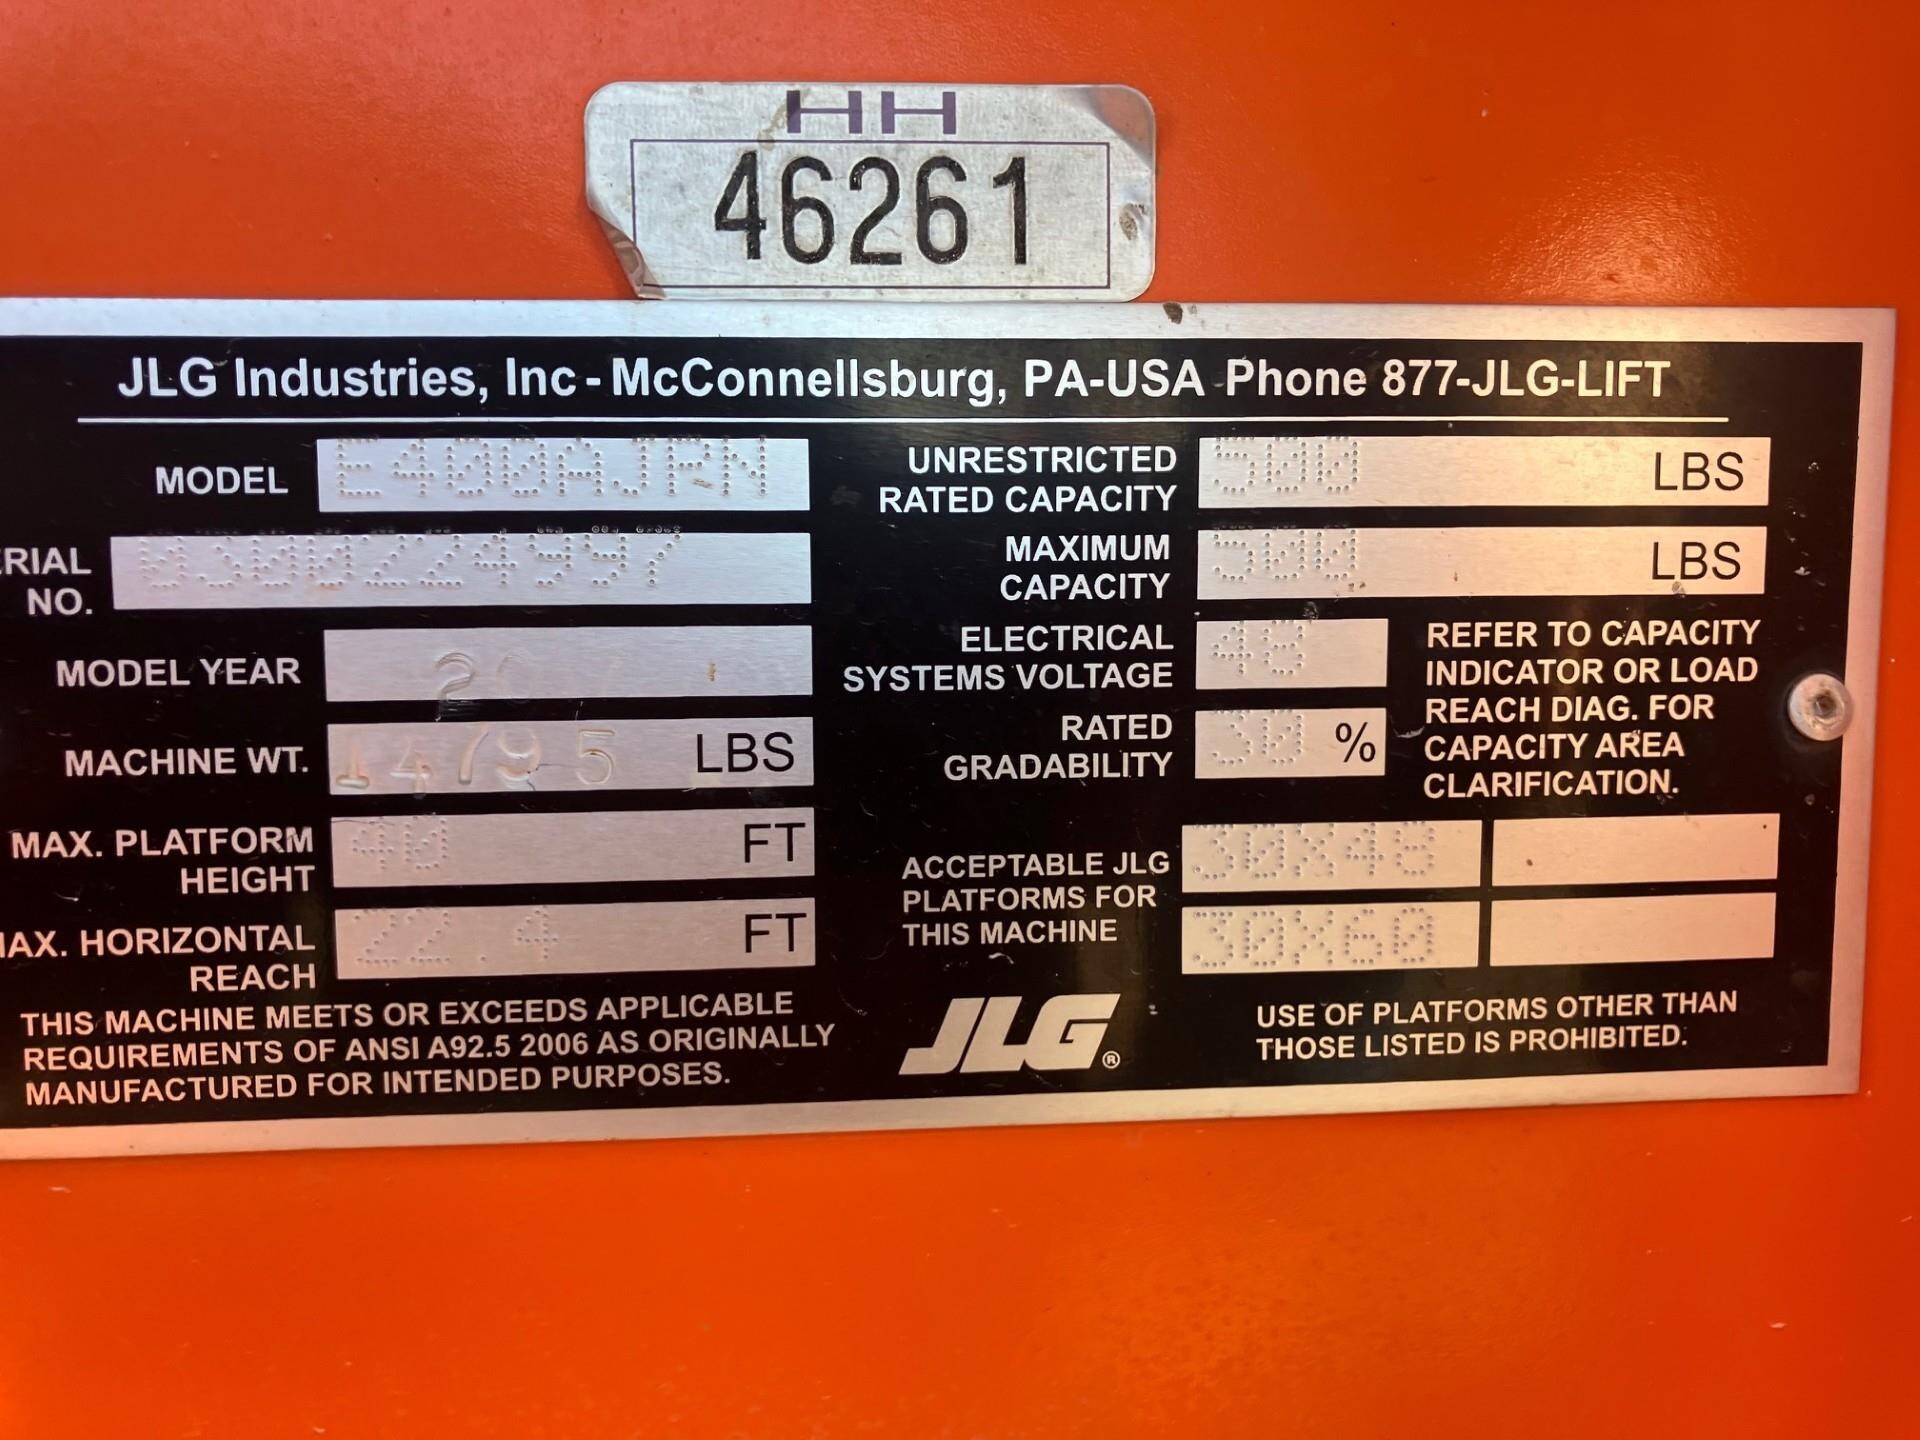 HH
46261
JLG Industries, Inc - McConnellsburg, PA-USA Phone 877-JLG-LIFT
MODEL E400AJRN
ERIAL NO. 0300224997
MODEL YEAR
MACHINE WT. 14795 LBS
MAX. PLATFORM HEIGHT 40 FT
MAX. HORIZONTAL REACH 22.4 FT
THIS MACHINE MEETS OR EXCEEDS APPLICABLE
REQUIREMENTS OF ANSI A92.5 2006 AS ORIGINALLY
MANUFACTURED FOR INTENDED PURPOSES.
UNRESTRICTED RATED CAPACITY 500 LBS
MAXIMUM CAPACITY 500 LBS
ELECTRICAL SYSTEMS VOLTAGE 48
RATED GRADABILITY 30 %
REFER TO CAPACITY
INDICATOR OR LOAD
REACH DIAG. FOR
CAPACITY AREA
CLARIFICATION.
ACCEPTABLE JLG
PLATFORMS FOR
THIS MACHINE
30X48
30X60
JLG®
USE OF PLATFORMS OTHER THAN
THOSE LISTED IS PROHIBITED.